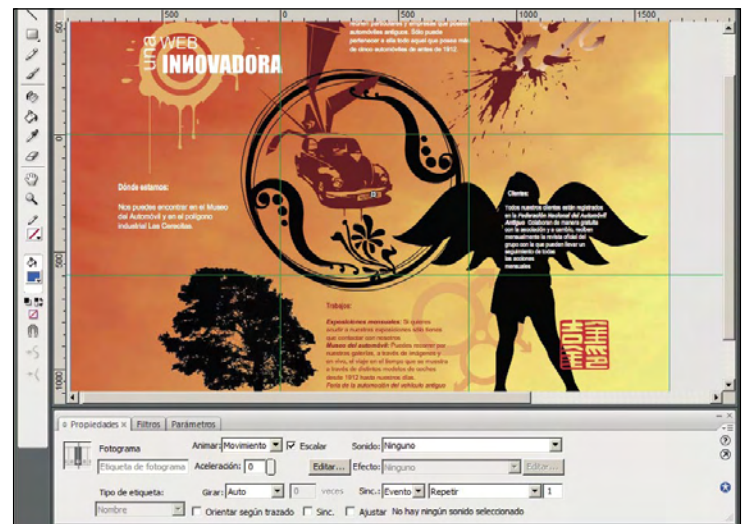 500
0
500
1000
1500
automóviles antiguos. Sólo puede
pertenecer a ella todo aquel que posea más
de cinco automóviles de antes de 1912.
una WEB
INNOVADORA
Dónde estamos:
Nos puedes encontrar en el Museo
del Automóvil y en el polígono
industrial Las
Clientes:
Todos nuestros clientes están registrados
en la Federación Nacional del Automóvil
Antiguo. Colaboran de manera gratuita
con la asociación y a cambio, reciben
mensualmente la revista oficial del
grupo con la que pueden llevar un
seguimiento de todas
las acciones
mensuales
Trabajos:
Exposiciones mensuales: Si quieres
acudir a nuestras exposiciones sólo tienes
que contactar con nosotros
Museo del automóvil: Puedes recorrer por
nuestras galerías, a través de imágenes y
en vivo, el viaje en el tiempo que se muestra
a través de distintos modelos de coches
desde 1912 hasta nuestros días.
Feria de la automoción del vehículo antiguo
0
500
1000
Propiedades × Filtros Parámetros
Fotograma
Etiqueta de fotograma
Tipo de etiqueta:
Nombre
Animar: Movimiento Escalar Sonido: Ninguno
Aceleración: 0 Editar... Efecto: Ninguno Editar...
Girar: Auto 0 veces Sinc.: Evento Repetir 1
Orientar según trazado Sinc. Ajustar No hay ningún sonido seleccionado